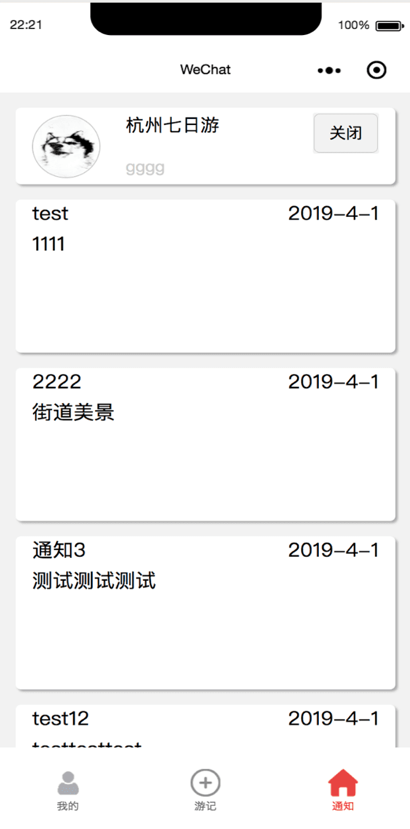 22:21
100%
WeChat
杭州七日游
关闭
gggg
test 2019-4-1
1111
2222 2019-4-1
街道美景
通知3 2019-4-1
测试测试测试
test12 2019-4-1
testtesttest
我的 游记 通知